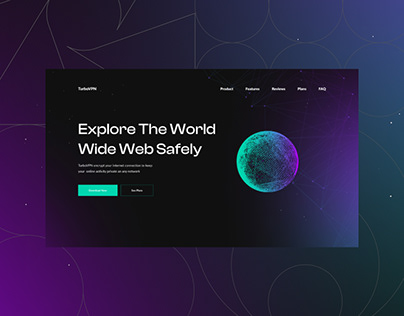 TurboVPN
Product Features Reviews Plans FAQ
Explore The World
Wide Web Safely
TurboVPN encrypt your internet connection to keep
your online activity private on any network
Download Now
See Plans